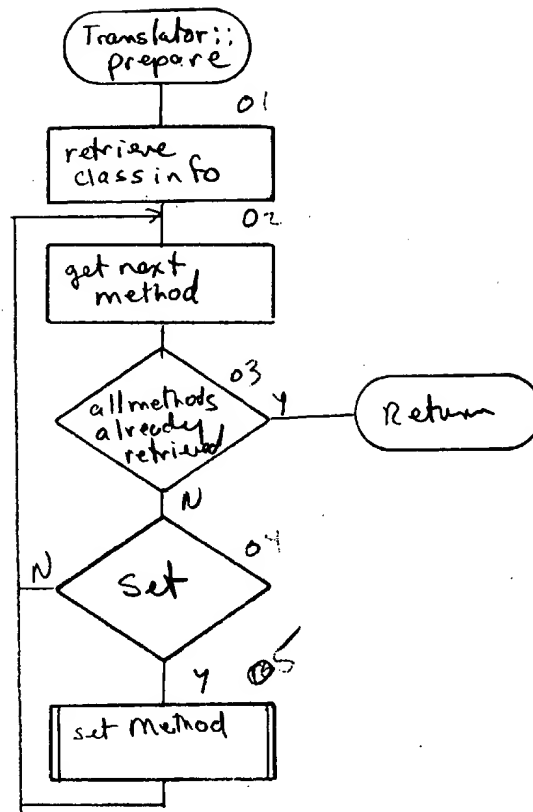 Translator::
prepare
01
retrieve
class info
02
get next
method
03
all methods
already
retrieved
Y
Return
N
04
Set
N
Y
05
set Method